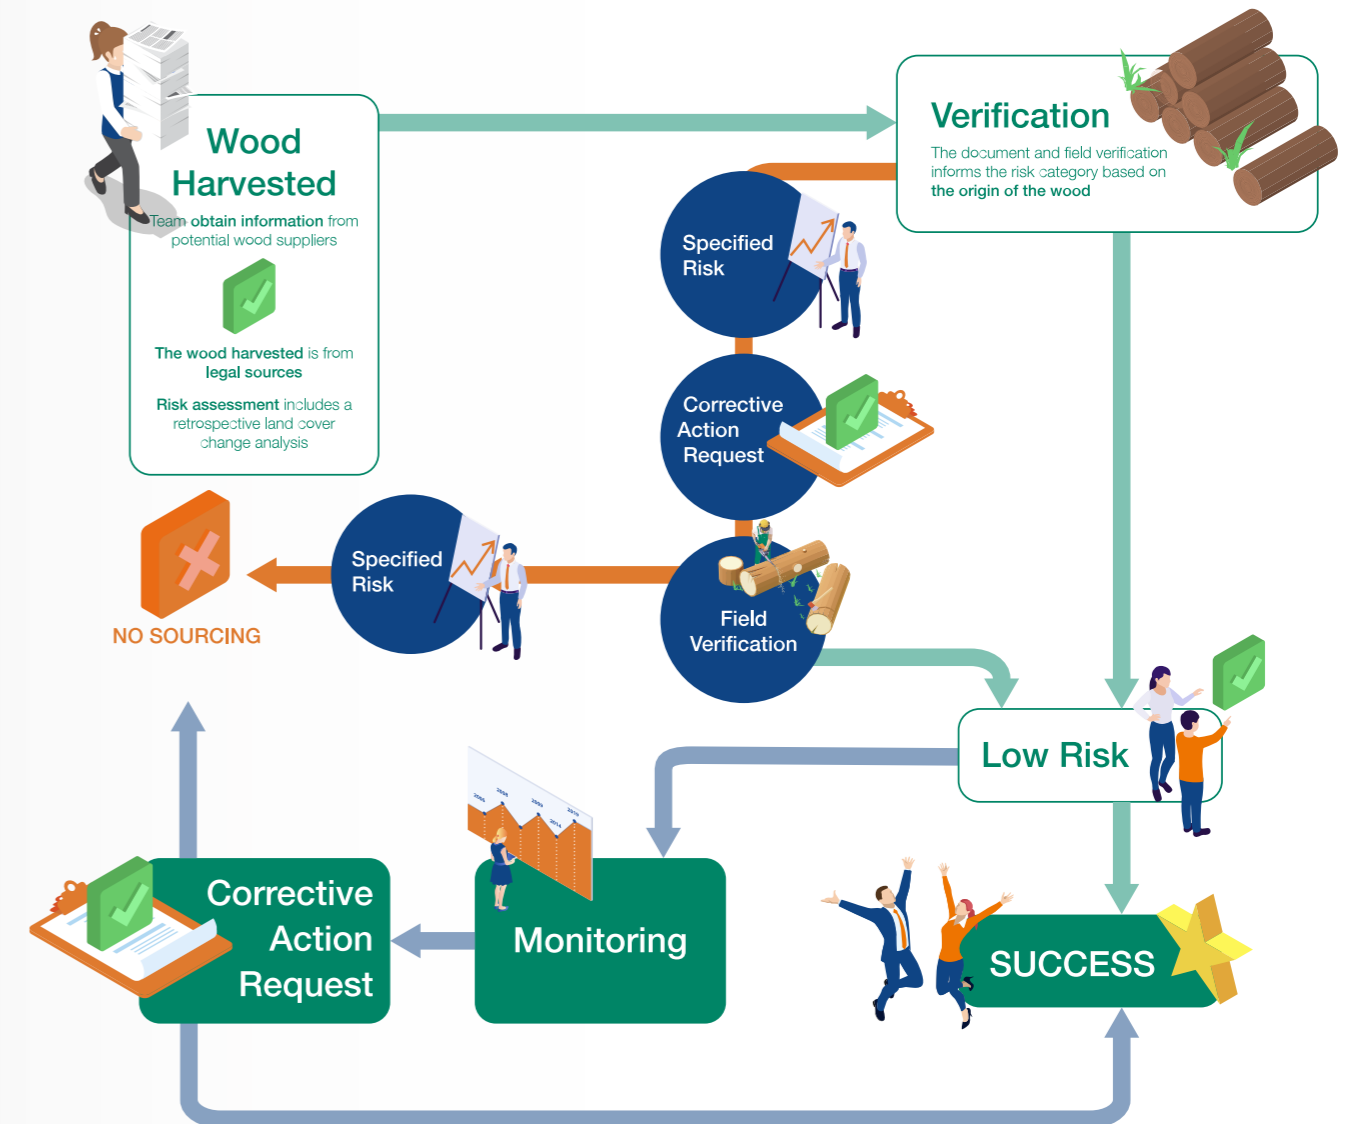 Wood
Harvested
Team obtain information from
potential wood suppliers
The wood harvested is from
legal sources
Risk assessment includes a
retrospective land cover
change analysis
Verification
The document and field verification
informs the risk category based on
the origin of the wood
Specified
Risk
Corrective
Action
Request
Field
Verification
Specified
Risk
NO SOURCING
Low Risk
Monitoring
Corrective
Action
Request
SUCCESS